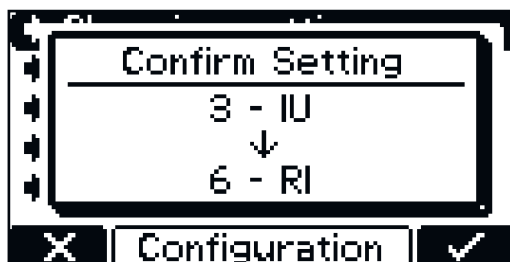 Confirm Setting
3 - IU
↓
6 - RI
Configuration